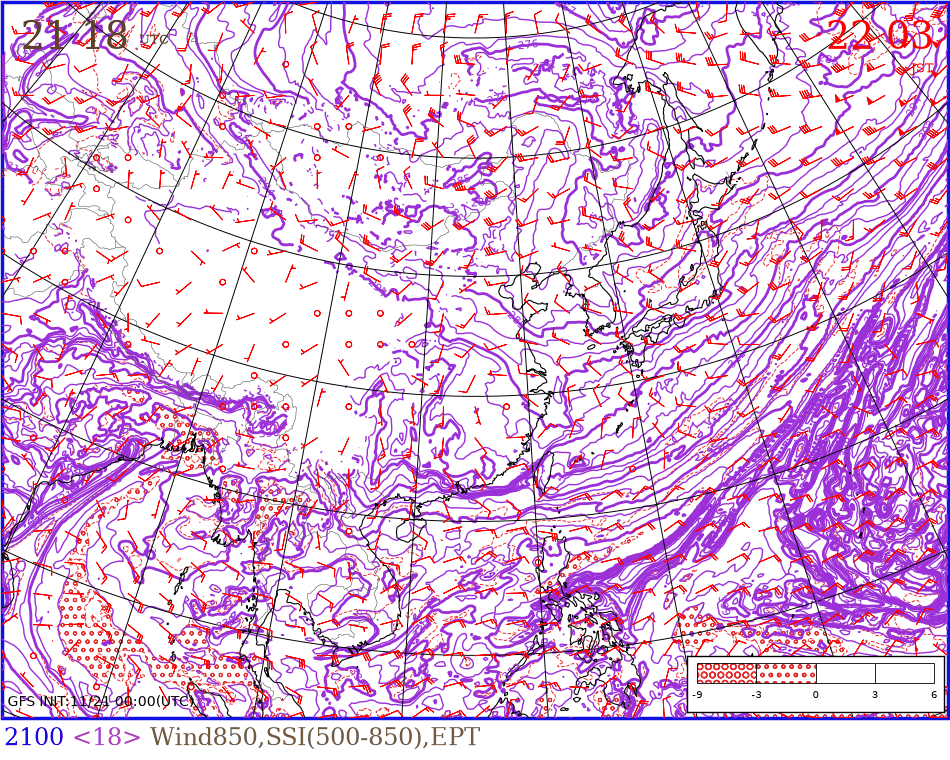 21-18 UTC
22 03 JST
276
GFS INIT:11/21 00:00(UTC)
-9 -3 0 3 6
2100 <18> Wind850,SSI(500-850),EPT